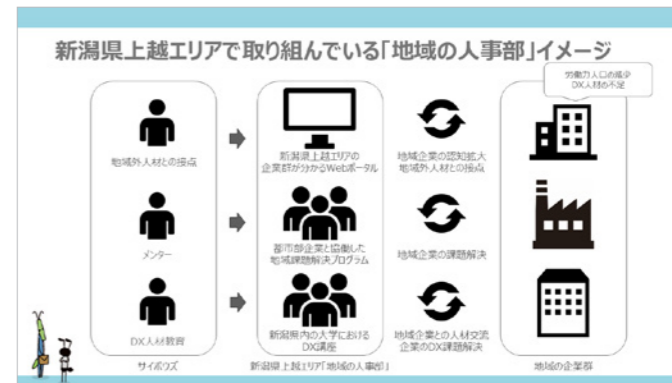 新潟県上越エリアで取り組んでいる「地域の人事部」イメージ
労働力人口の減少
DX人材の不足
地域外人材との接点
新潟県上越エリアの
企業群が分かるWebポータル
地域企業の認知拡大
地域外人材との接点
メンター
都市部企業と協働した
地域課題解決プログラム
地域企業の課題解決
DX人材教育
新潟県内の大学における
DX講座
地域企業との人材交流
企業のDX課題解決
サイボウズ
新潟県上越エリア「地域の人事部」
地域の企業群